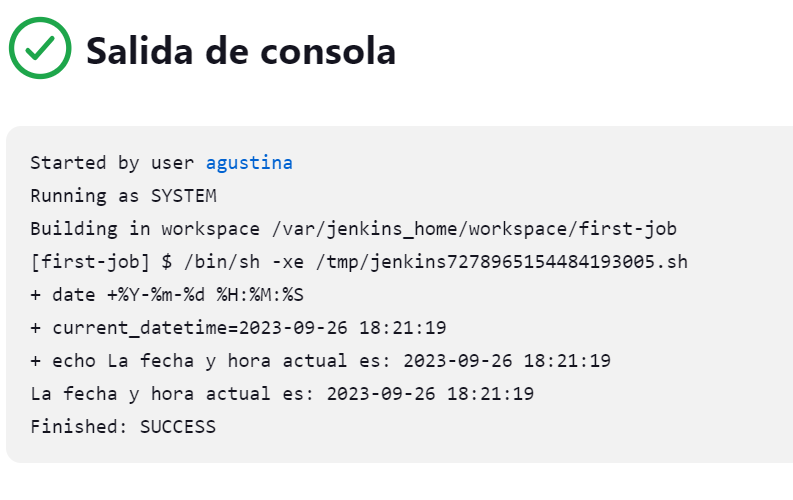 Salida de consola
Started by user agustina
Running as SYSTEM
Building in workspace /var/jenkins_home/workspace/first-job
[first-job] $ /bin/sh -xe /tmp/jenkins7278965154484193005.sh
+ date +%Y-%m-%d %H:%M:%S
+ current_datetime=2023-09-26 18:21:19
+ echo La fecha y hora actual es: 2023-09-26 18:21:19
La fecha y hora actual es: 2023-09-26 18:21:19
Finished: SUCCESS